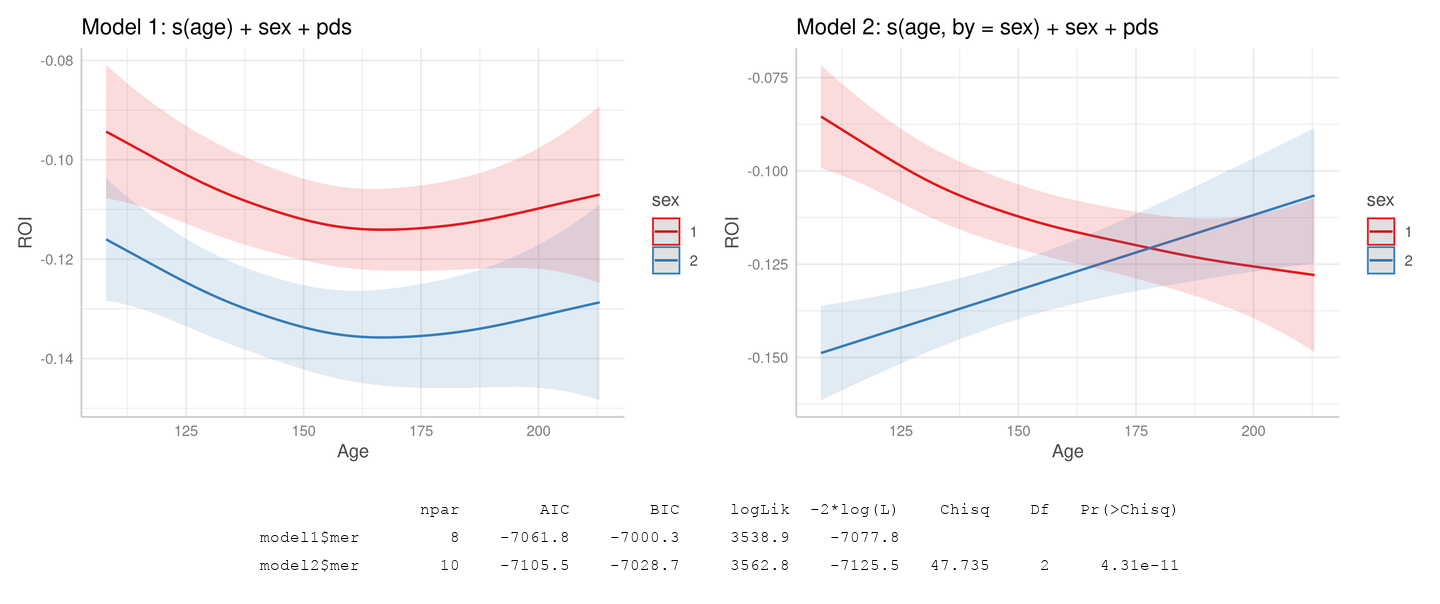 Model 1: s(age) + sex + pds
-0.08
-0.10
-0.12
-0.14
ROI
125 150 175 200
Age
sex
1
2
Model 2: s(age, by = sex) + sex + pds
-0.075
-0.100
-0.125
-0.150
ROI
125 150 175 200
Age
sex
1
2
npar AIC BIC logLik -2*log(L) Chisq Df Pr(>Chisq)
model1$mer 8 -7061.8 -7000.3 3538.9 -7077.8
model2$mer 10 -7105.5 -7028.7 3562.8 -7125.5 47.735 2 4.31e-11